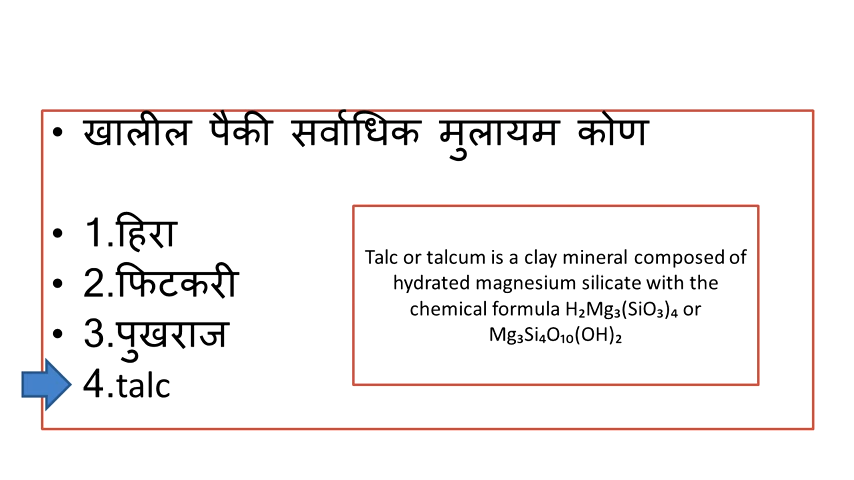 • खालील पैकी सर्वाधिक मुलायम कोण
• 1.हिरा
• 2.फिटकरी
• 3.पुखराज
4.talc
Talc or talcum is a clay mineral composed of
hydrated magnesium silicate with the
chemical formula H₂Mg₃(SiO₃)₄ or
Mg₃Si₄O₁₀(OH)₂